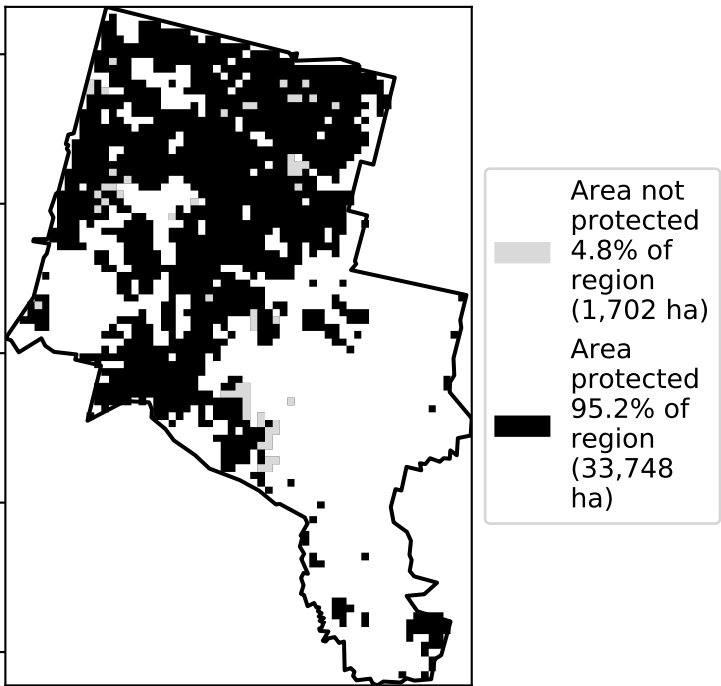 Area not
protected
4.8% of
region
(1,702 ha)
Area
protected
95.2% of
region
(33,748
ha)